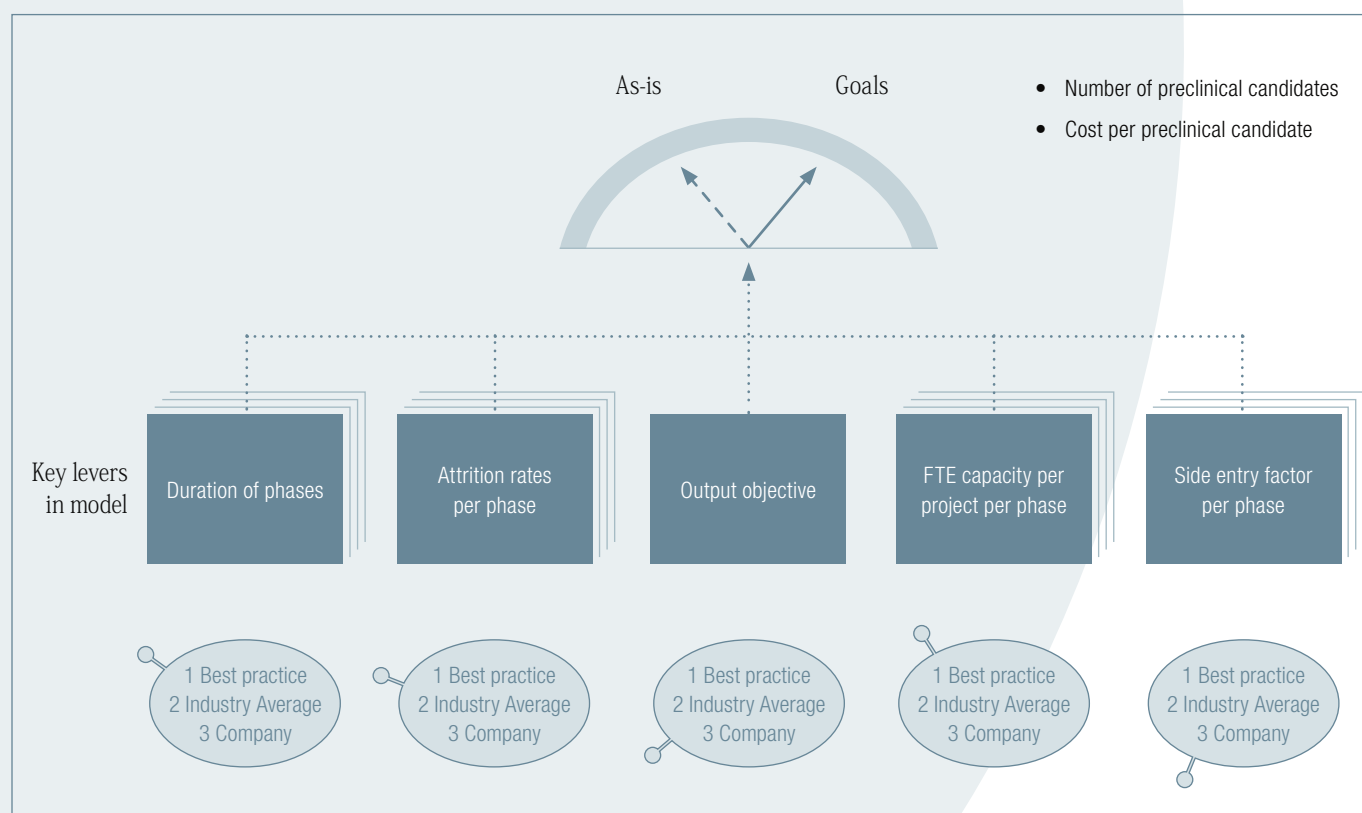 As-is
Goals
• Number of preclinical candidates
• Cost per preclinical candidate
Key levers
in model
Duration of phases
Attrition rates
per phase
Output objective
FTE capacity per
project per phase
Side entry factor
per phase
1 Best practice
2 Industry Average
3 Company
1 Best practice
2 Industry Average
3 Company
1 Best practice
2 Industry Average
3 Company
1 Best practice
2 Industry Average
3 Company
1 Best practice
2 Industry Average
3 Company